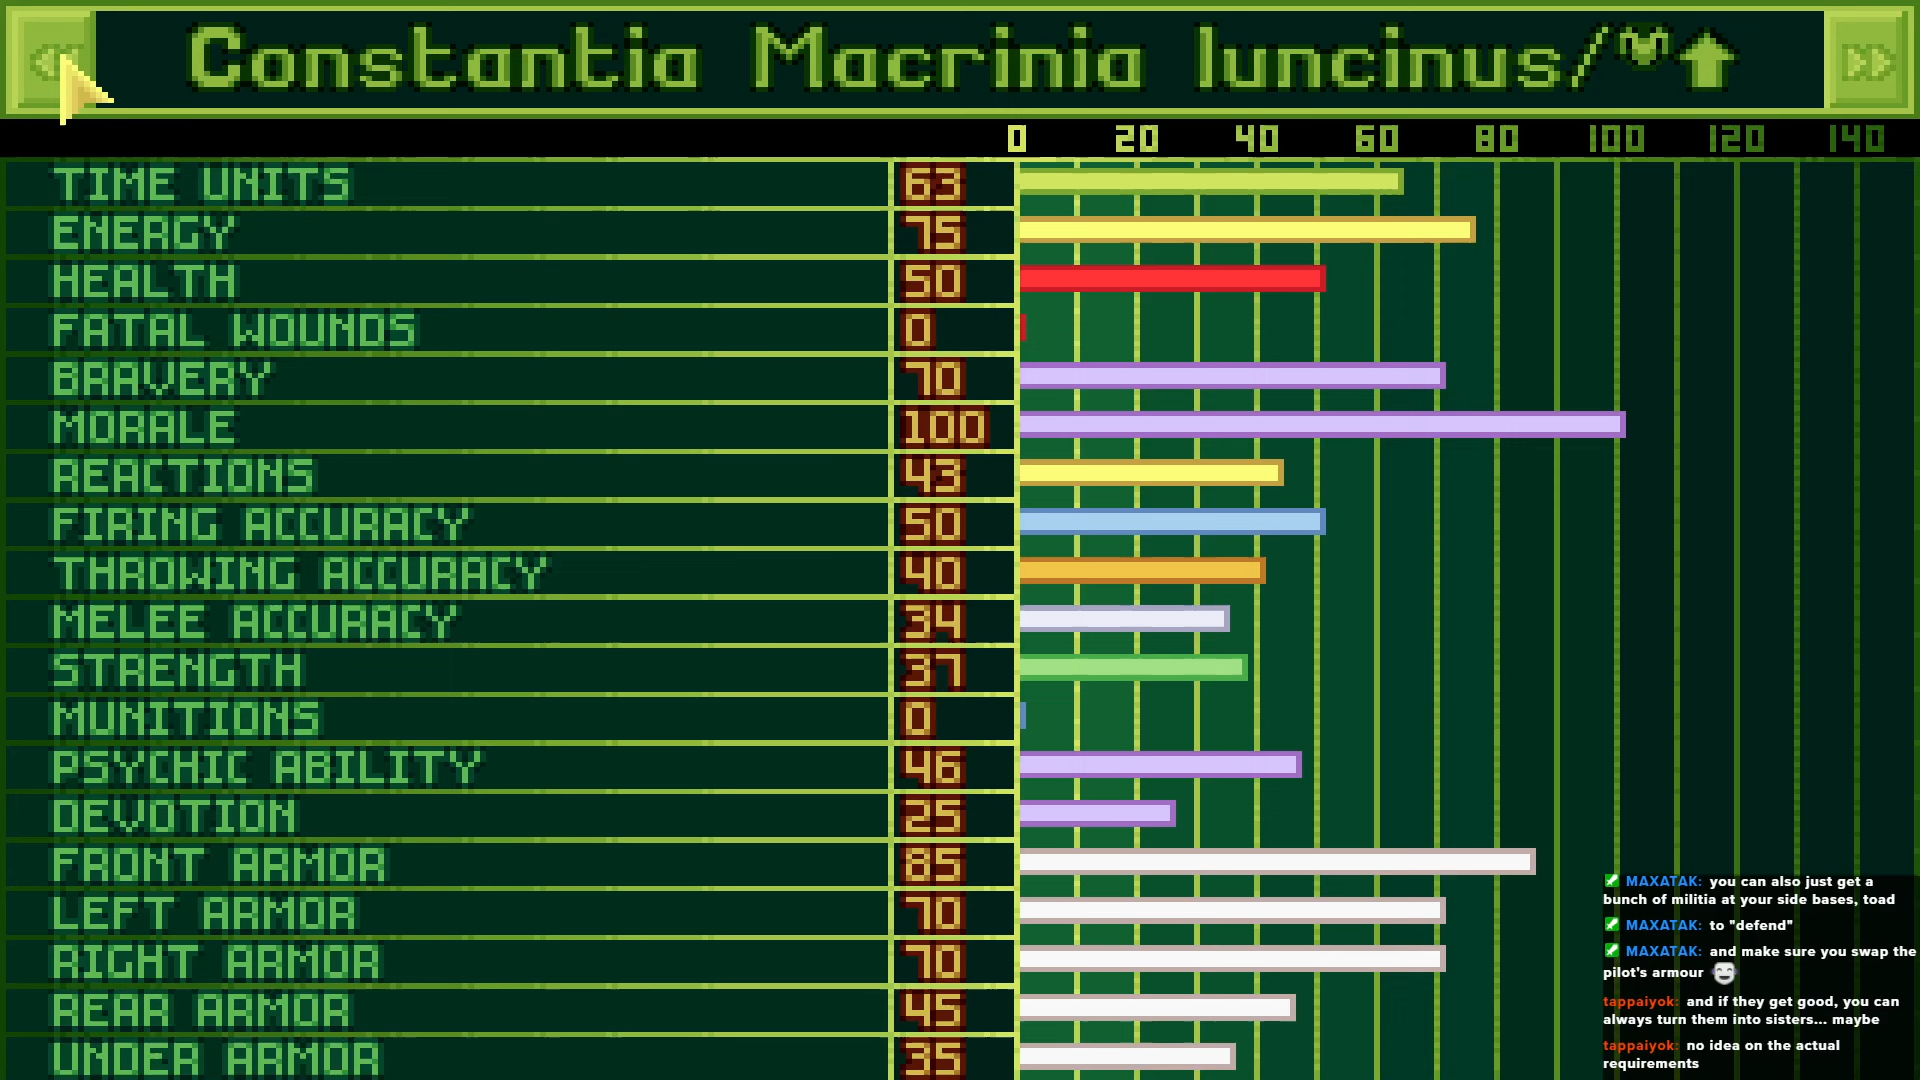 Constantia Macrinia luncinus/
0 20 40 60 80 100 120 140
TIME UNITS 63
ENERGY 75
HEALTH 50
FATAL WOUNDS 0
BRAVERY 70
MORALE 100
REACTIONS 43
FIRING ACCURACY 50
THROWING ACCURACY 40
MELEE ACCURACY 34
STRENGTH 37
MUNITIONS 0
PSYCHIC ABILITY 46
DEVOTION 25
FRONT ARMOR 85
LEFT ARMOR 70
RIGHT ARMOR 70
REAR ARMOR 45
UNDER ARMOR 35
MAXATAK: you can also just get a
bunch of militia at your side bases, toad
MAXATAK: to "defend"
MAXATAK: and make sure you swap the
pilot's armour
tappaiyok: and if they get good, you can
always turn them into sisters... maybe
tappaiyok: no idea on the actual
requirements